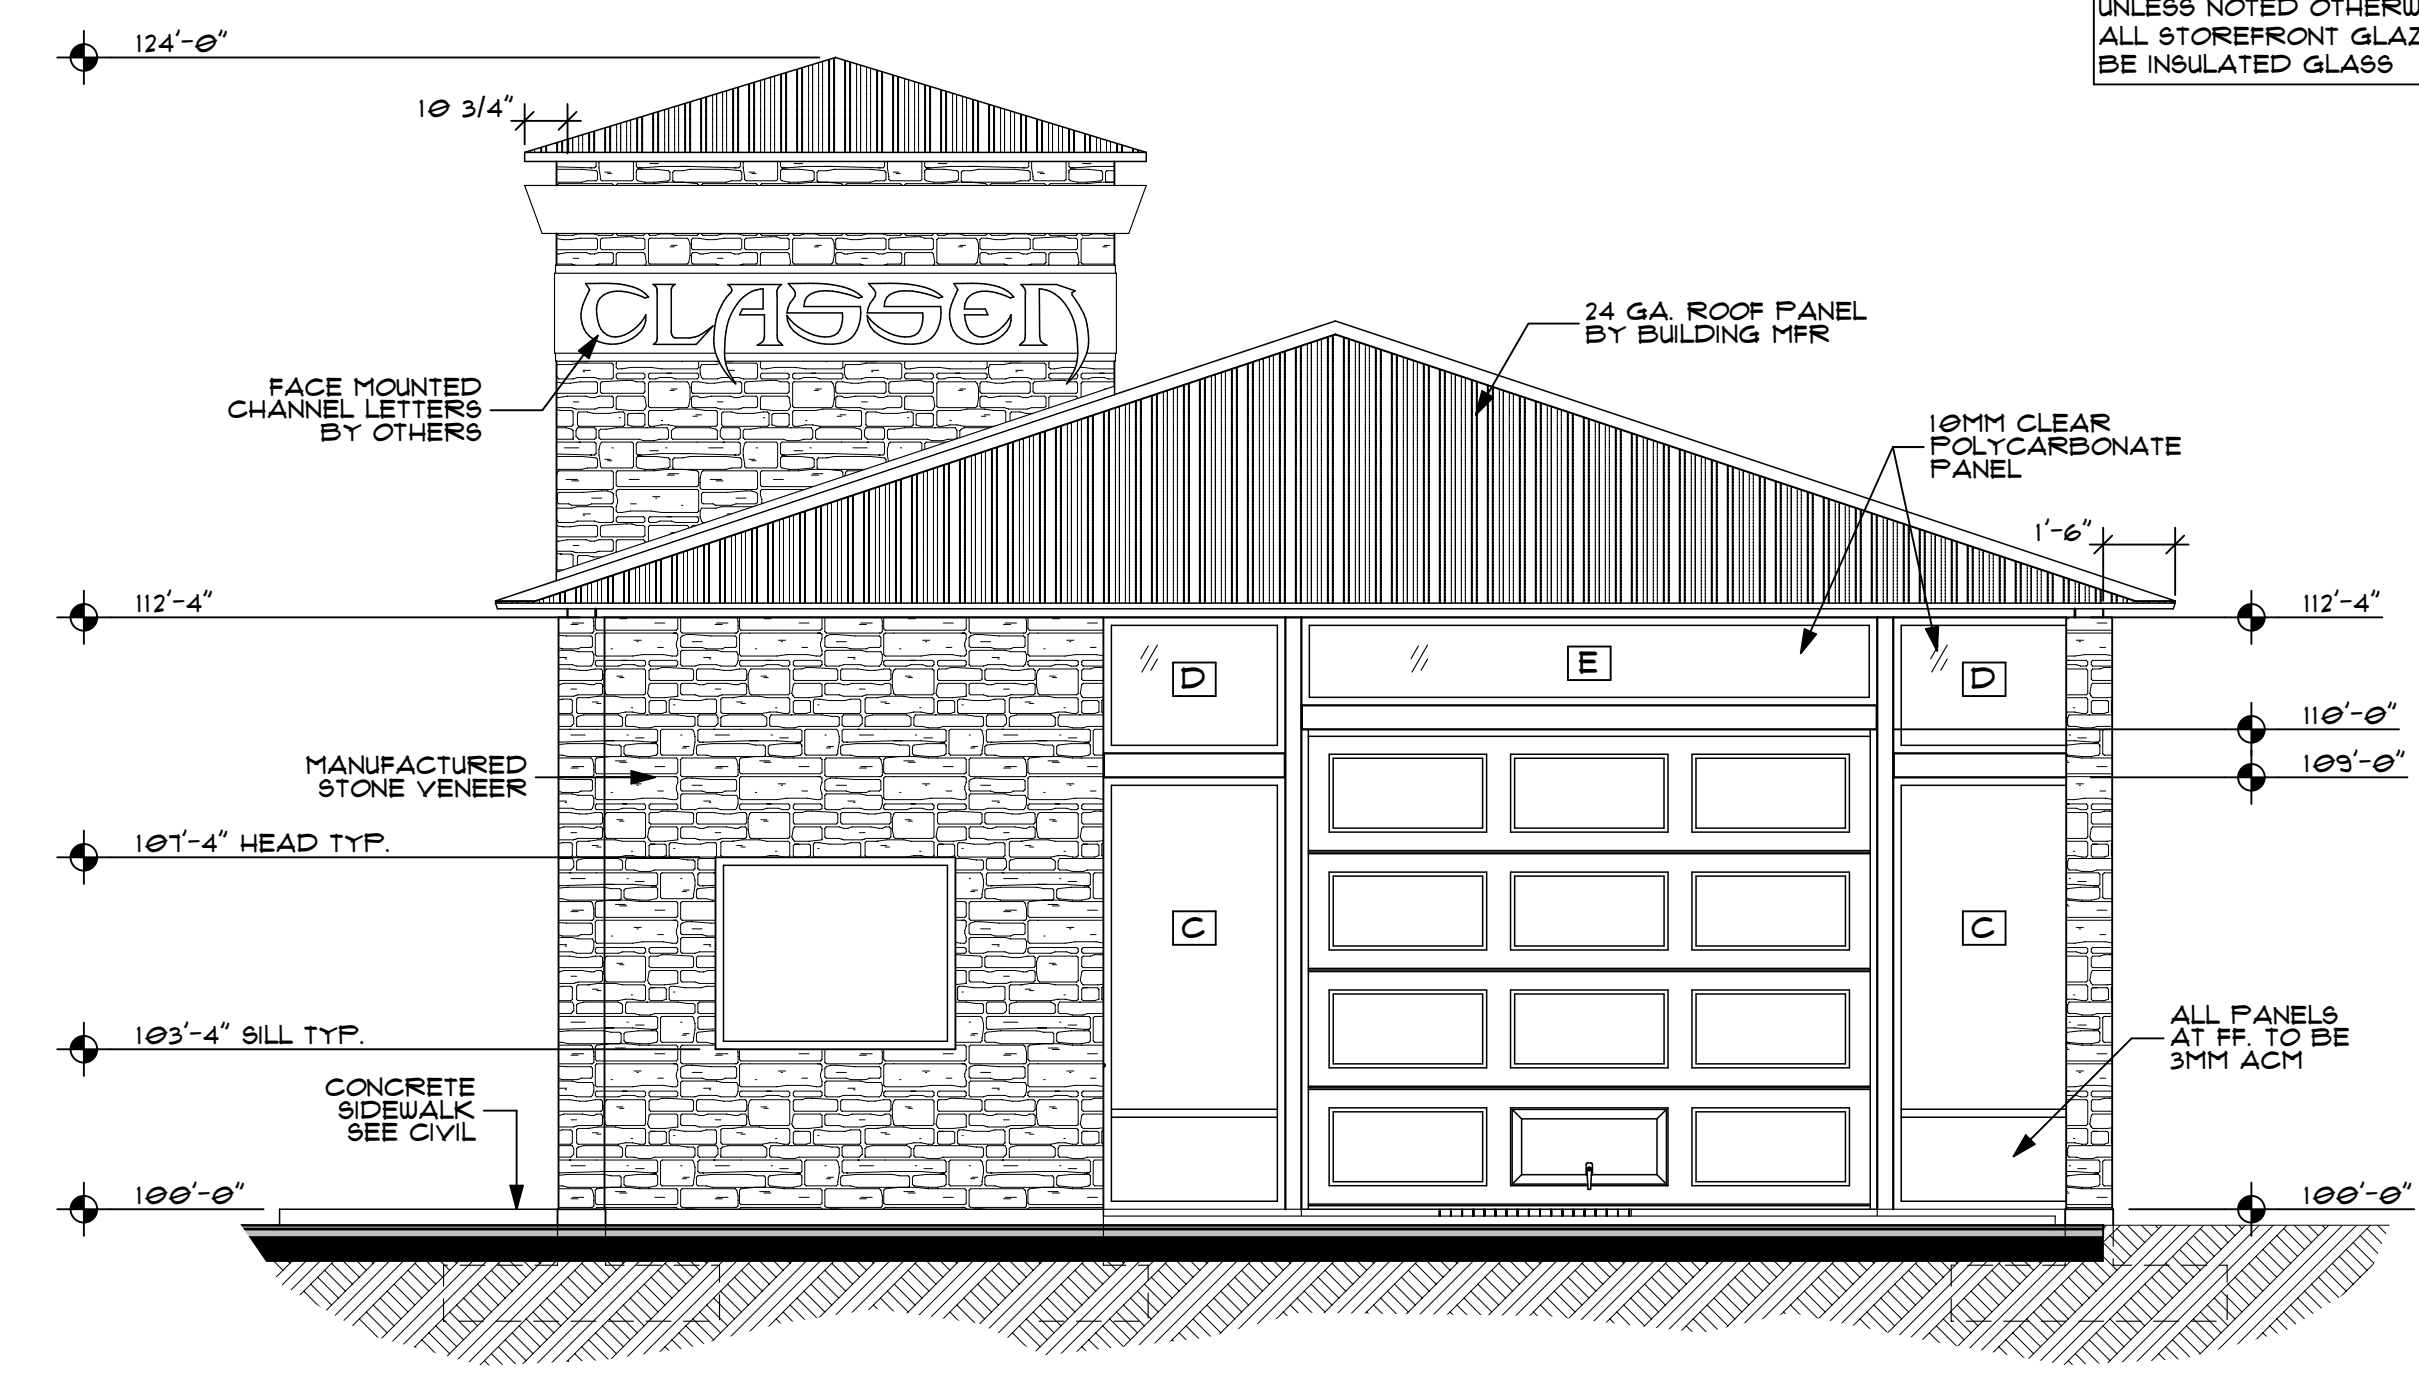 UNLESS NOTED
ALL STOREFRONT
BE INSULATED GLASS
124'-0"
10 3/4"
CLASSEN
24 GA. ROOF PANEL
BY BUILDING MFR
FACE MOUNTED
CHANNEL LETTERS
BY OTHERS
10MM CLEAR
POLYCARBONATE
PANEL
1'-6"
112'-4"
112'-4"
D
E
D
110'-0"
109'-0"
MANUFACTURED
STONE VENEER
107'-4" HEAD TYP.
C
C
103'-4" SILL TYP.
ALL PANELS
AT FF. TO BE
3MM ACM
CONCRETE
SIDEWALK
SEE CIVIL
100'-0"
100'-0"